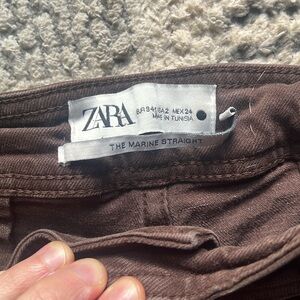 ZARA
EUR 34 USA 2 MEX 24
MADE IN TUNISIA
THE MARINE STRAIGHT